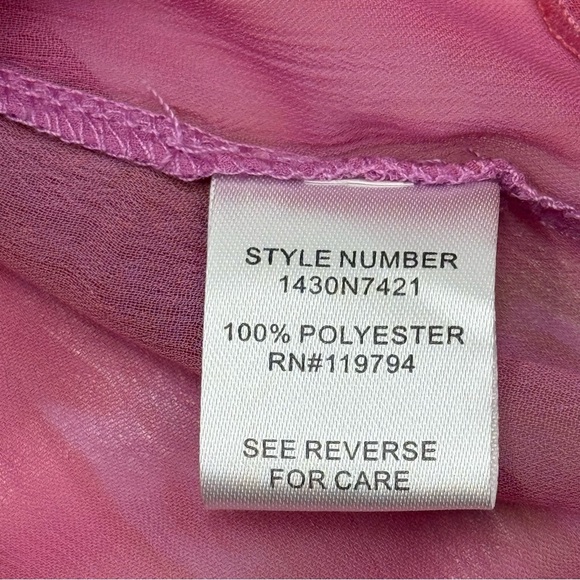 STYLE NUMBER
1430N7421
100% POLYESTER
RN#119794
SEE REVERSE
FOR CARE